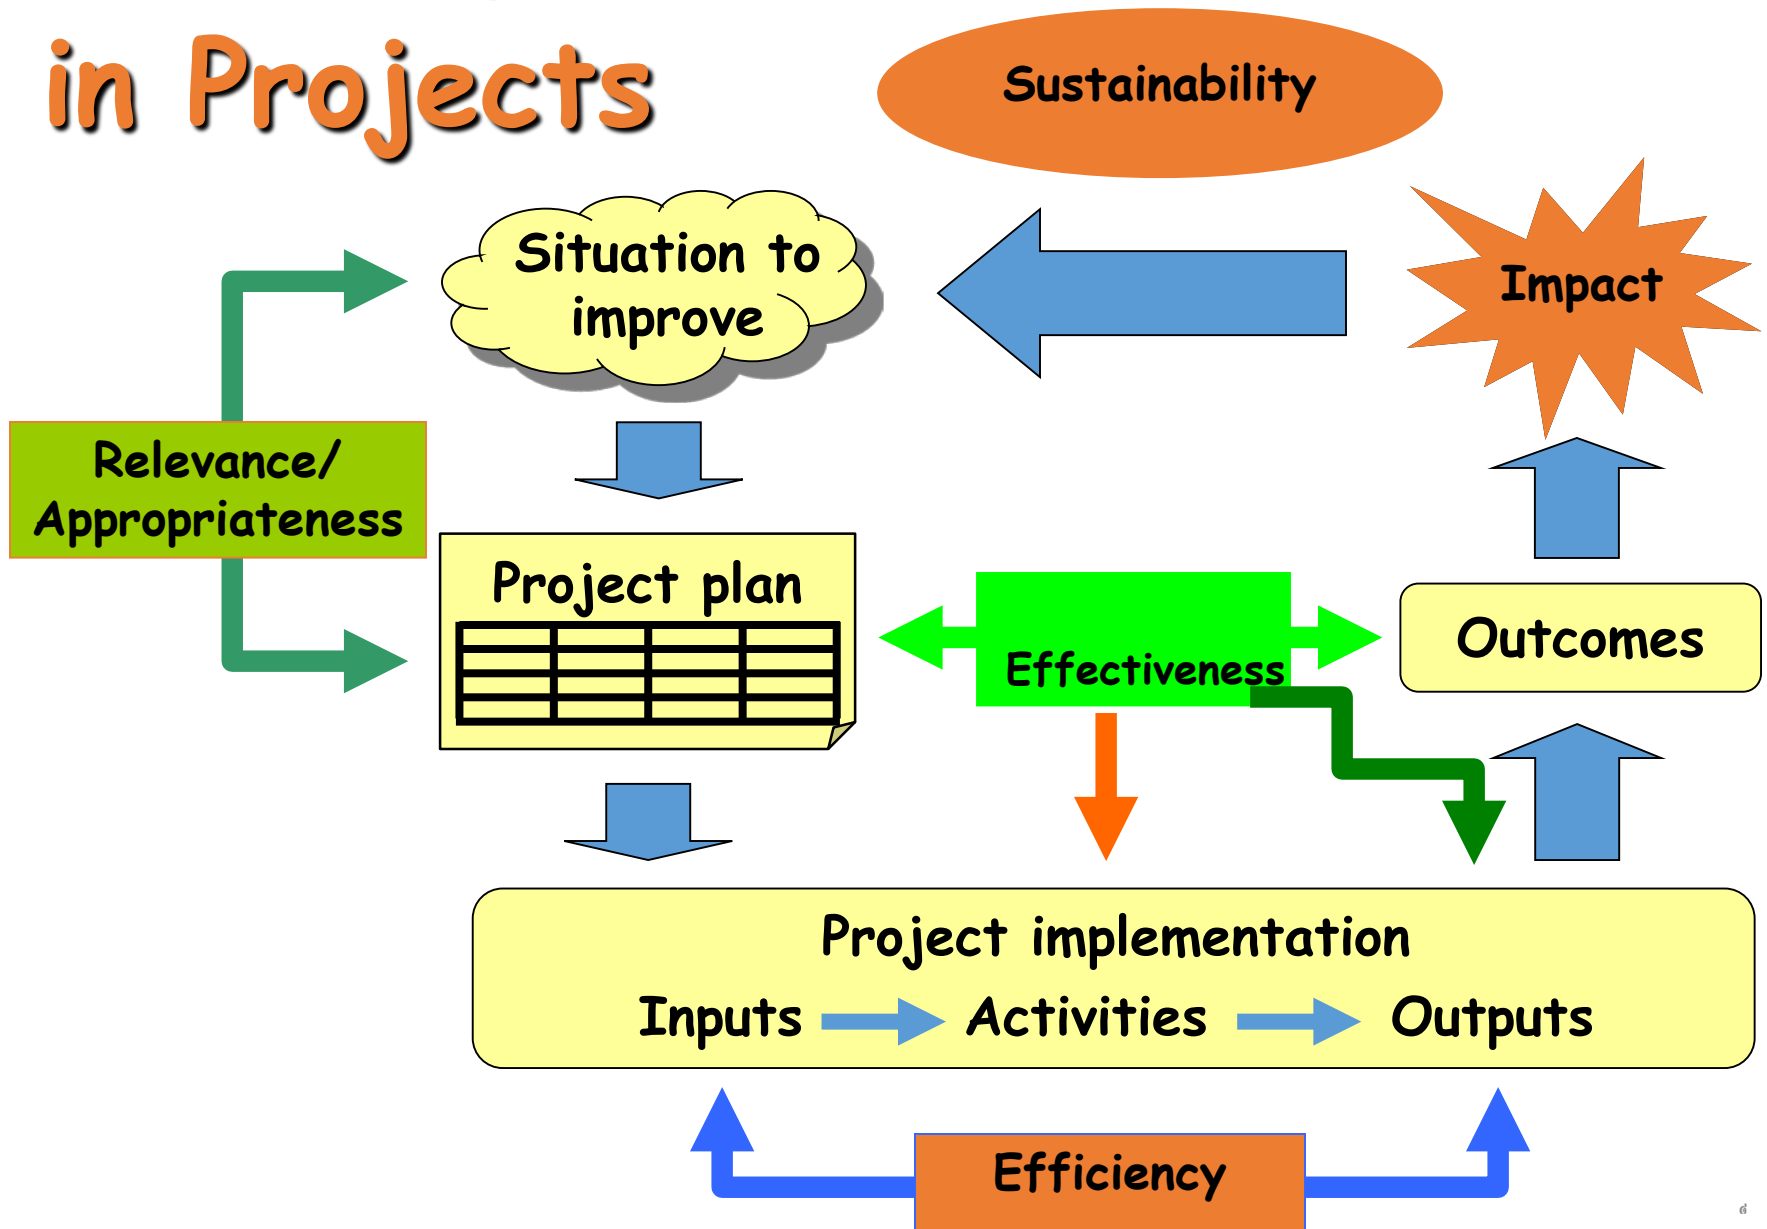 in Projects
Sustainability
Situation to
improve
Impact
Relevance/
Appropriateness
Project plan
Effectiveness
Outcomes
Project implementation
Inputs Activities Outputs
Efficiency